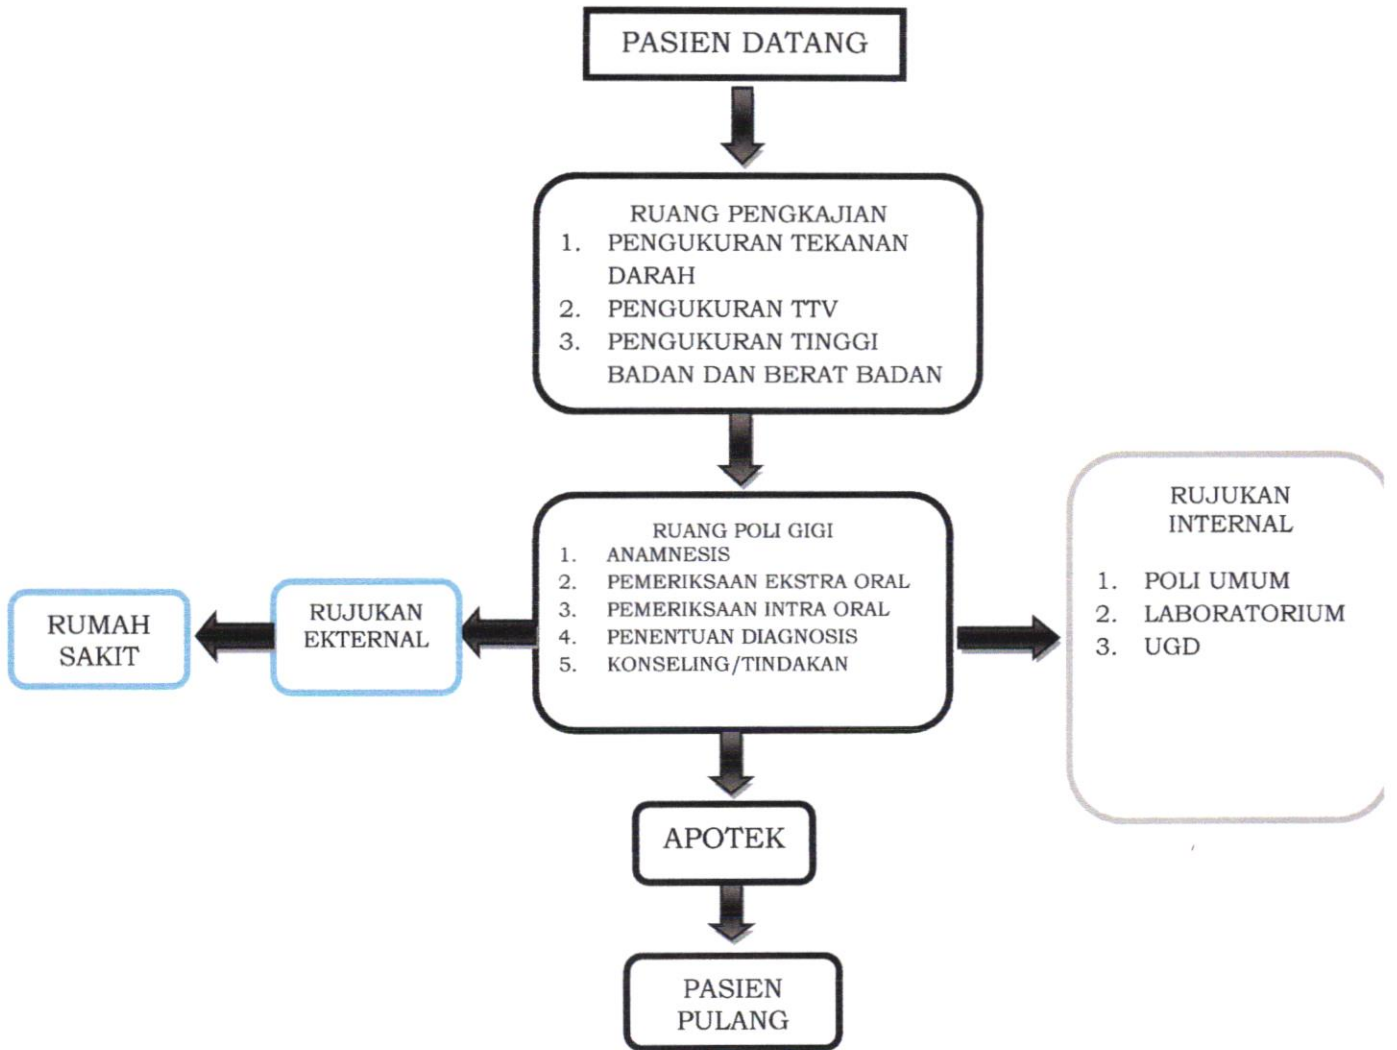 PASIEN DATANG
RUANG PENGKAJIAN
1. PENGUKURAN TEKANAN
DARAH
2. PENGUKURAN TTV
3. PENGUKURAN TINGGI
BADAN DAN BERAT BADAN
RUANG POLI GIGI
1. ANAMNESIS
2. PEMERIKSAAN EKSTRA ORAL
3. PEMERIKSAAN INTRA ORAL
4. PENENTUAN DIAGNOSIS
5. KONSELING/TINDAKAN
RUJUKAN
EKTERNAL
RUMAH
SAKIT
RUJUKAN
INTERNAL
1. POLI UMUM
2. LABORATORIUM
3. UGD
APOTEK
PASIEN
PULANG